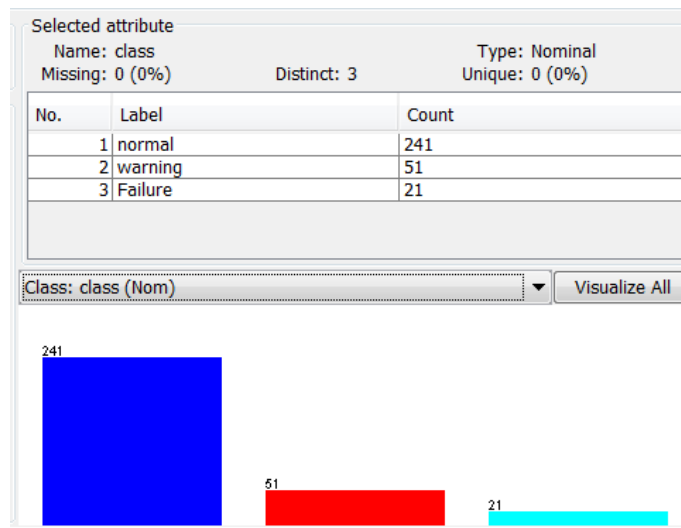 Selected attribute
Name: class Type: Nominal
Missing: 0 (0%) Distinct: 3 Unique: 0 (0%)
No. Label Count
1 normal 241
2 warning 51
3 Failure 21
Class: class (Nom) Visualize All
241
51
21